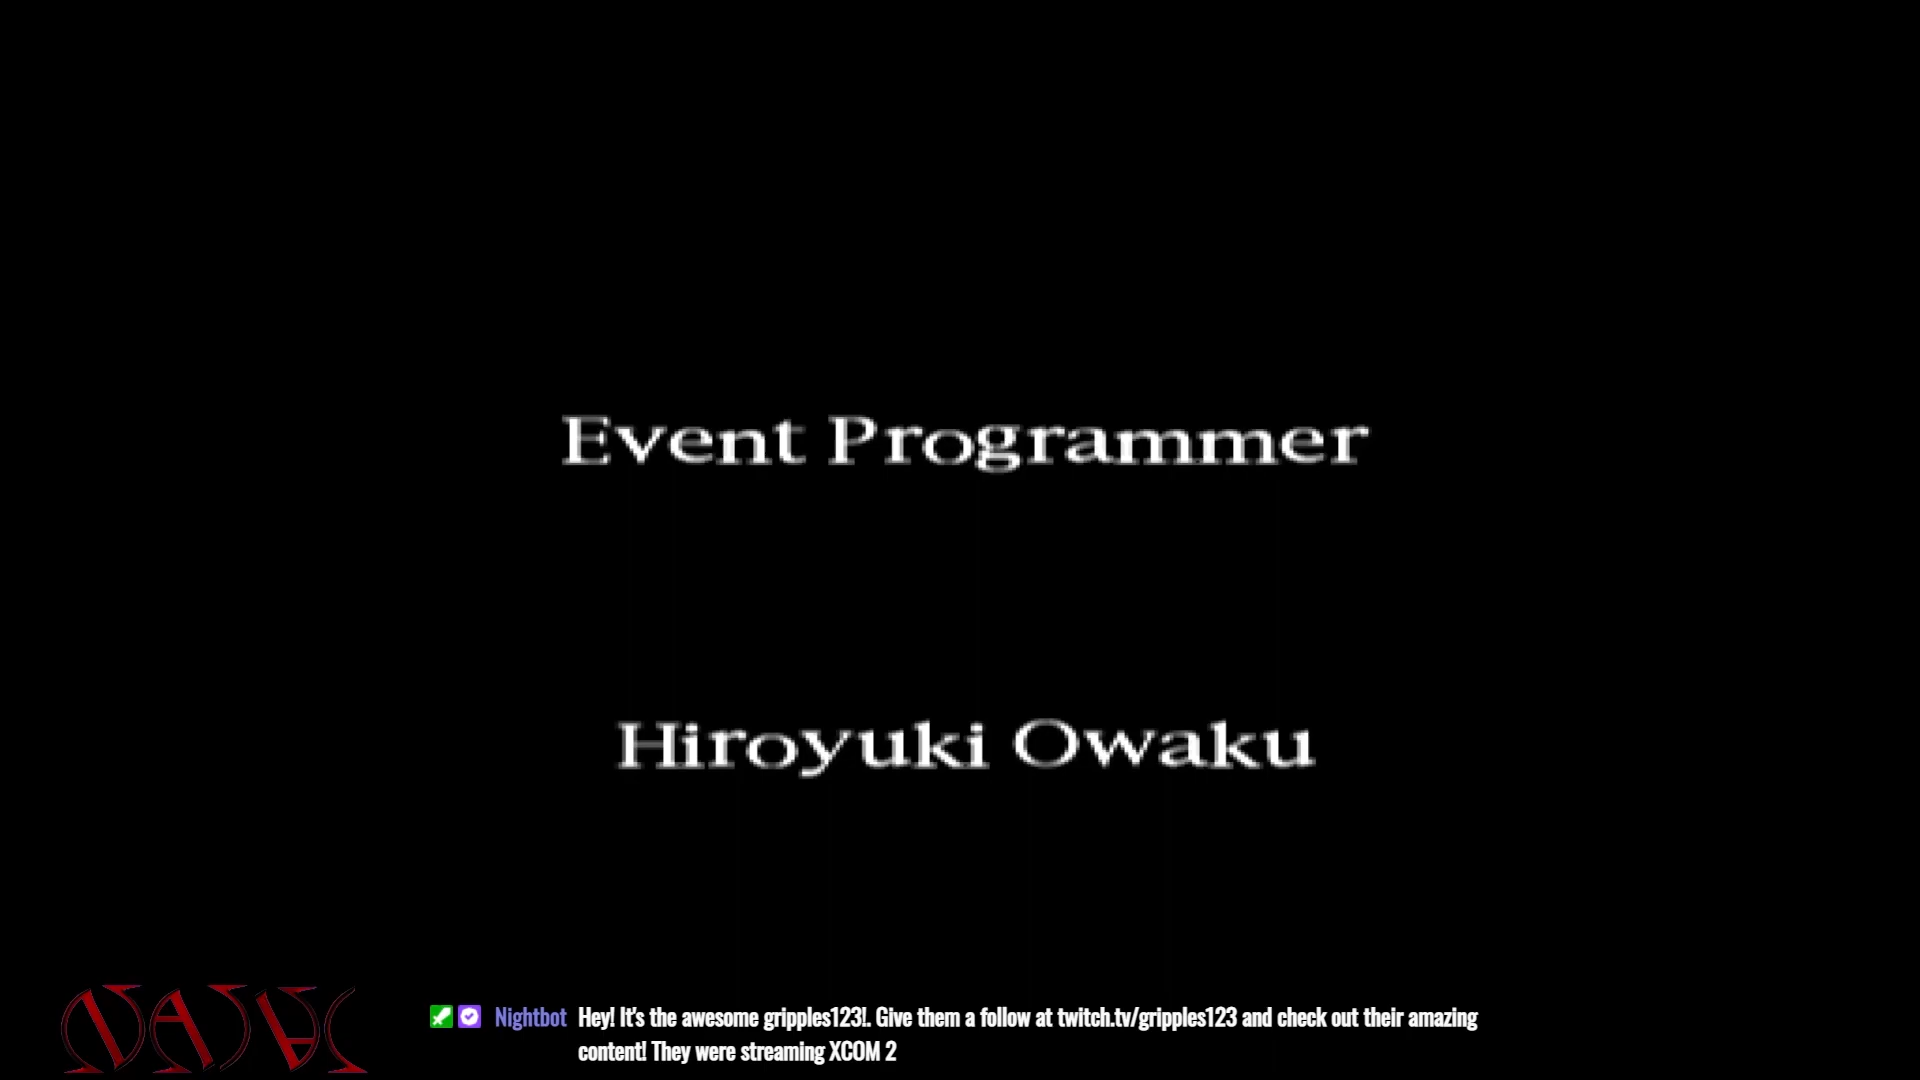 Event Programmer
Hiroyuki Owaku
Nightbot Hey! It's the awesome gripples123!. Give them a follow at twitch.tv/gripples123 and check out their amazing
content! They were streaming XCOM 2